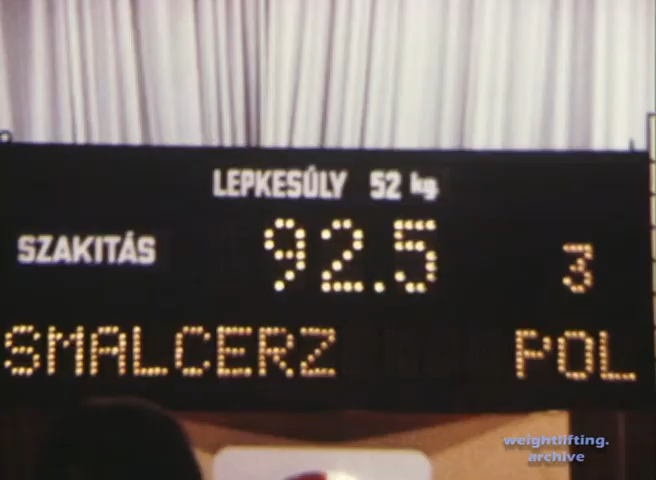 LEPKESÚLY 52 kg
SZAKITÁS 92.5 3
SMALCERZ POL
weightlifting.
archive